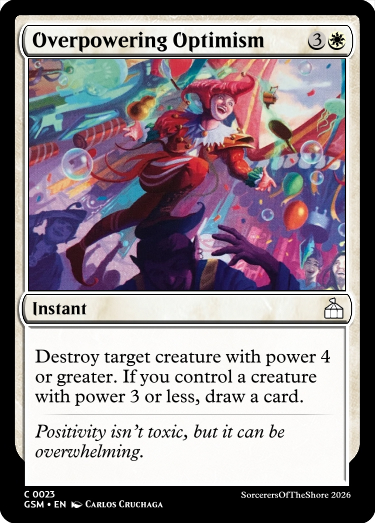 Overpowering Optimism 3
Instant
Destroy target creature with power 4
or greater. If you control a creature
with power 3 or less, draw a card.
Positivity isn't toxic, but it can be
overwhelming.
C 0023
GSM • EN Carlos Cruchaga
SorcerersOfTheShore 2026